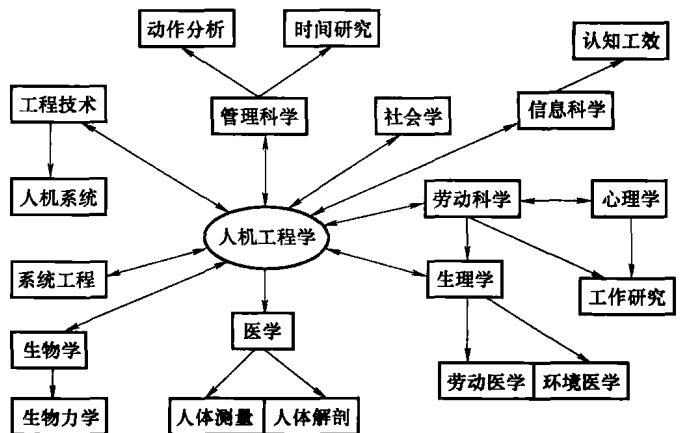 动作分析
时间研究
认知工效
工程技术
管理科学
社会学
信息科学
人机系统
劳动科学
心理学
人机工程学
系统工程
生理学
工作研究
生物学
医学
劳动医学
环境医学
生物力学
人体测量
人体解剖